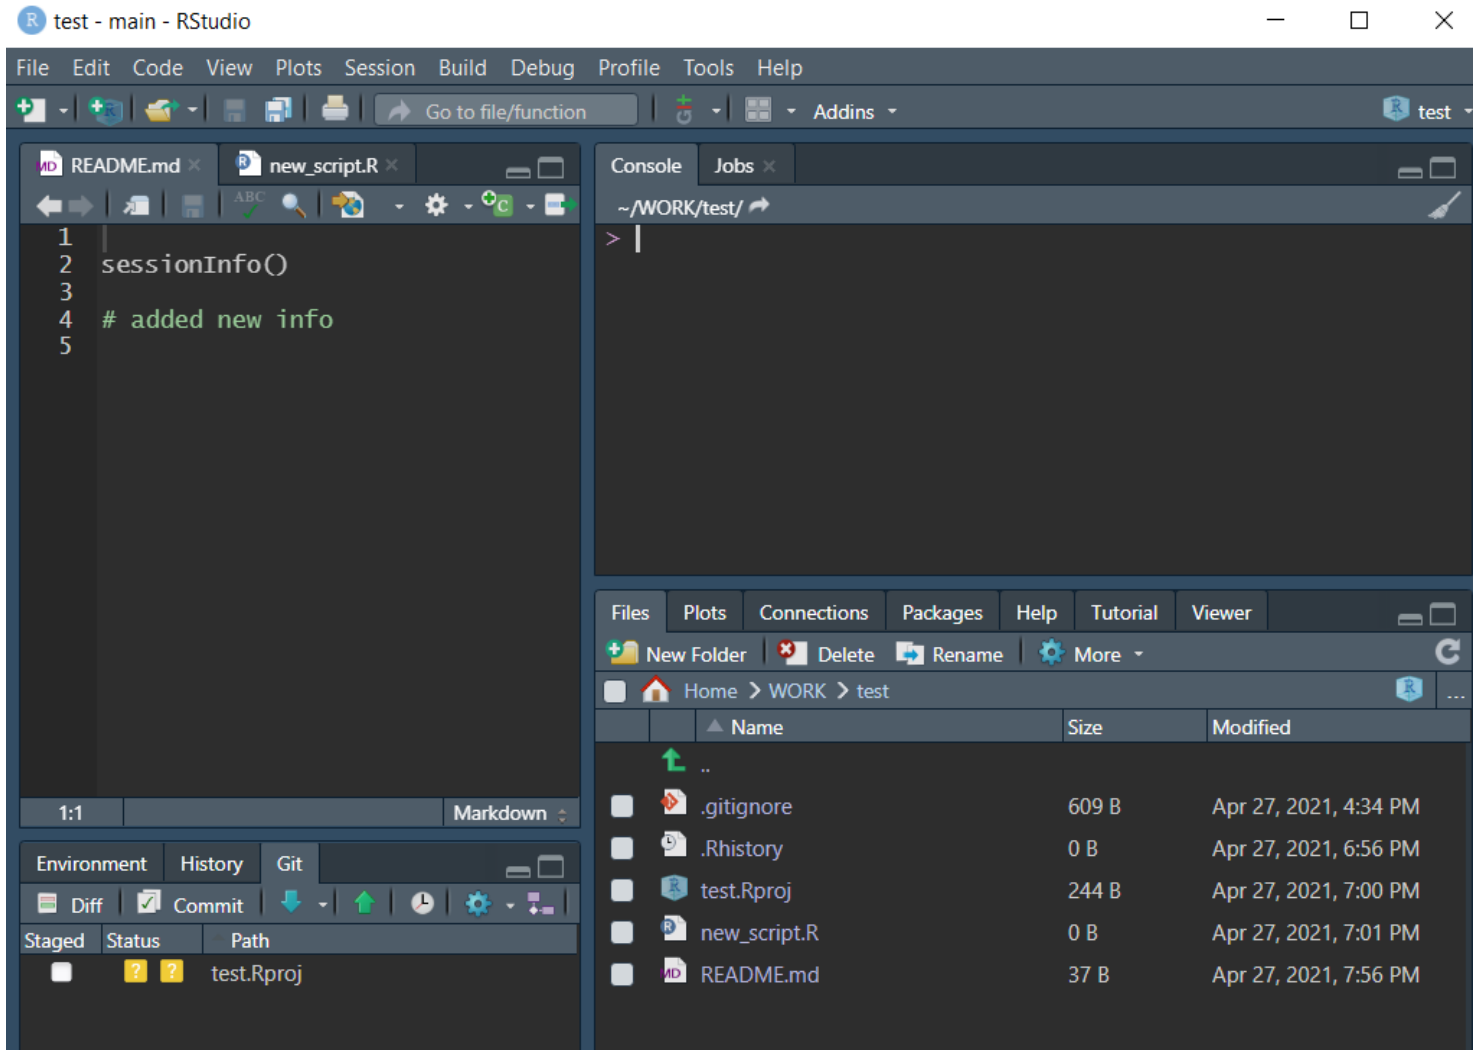 test - main - RStudio
File Edit Code View Plots Session Build Debug Profile Tools Help
Go to file/function Addins test
README.md new_script.R
ABC
1
2 sessionInfo()
3
4 # added new info
5
1:1 Markdown
Console Jobs
~/WORK/test/
>
Environment History Git
Diff Commit
Staged Status Path
? ? test.Rproj
Files Plots Connections Packages Help Tutorial Viewer
New Folder Delete Rename More
Home WORK test ...
Name Size Modified
..
.gitignore 609 B Apr 27, 2021, 4:34 PM
.Rhistory 0 B Apr 27, 2021, 6:56 PM
test.Rproj 244 B Apr 27, 2021, 7:00 PM
new_script.R 0 B Apr 27, 2021, 7:01 PM
README.md 37 B Apr 27, 2021, 7:56 PM